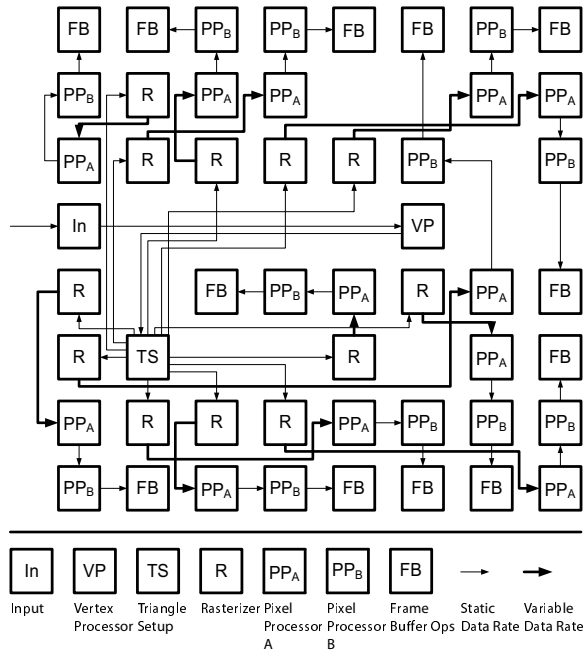 FB FB PPB PPB FB FB PPB FB
PPB R PPA PPA PPA PPA
PPA R R R R PPB PPB
In VP
R FB PPB PPA R PPA FB
R TS R PPA FB
PPA R R R PPA PPB PPB PPB
PPB FB PPA PPB FB FB FB PPA
In VP TS R PPA PPB FB
Input Vertex Triangle Rasterizer Pixel Pixel Frame Static Variable
Processor Setup Processor Processor Buffer Ops Data Rate Data Rate
A B